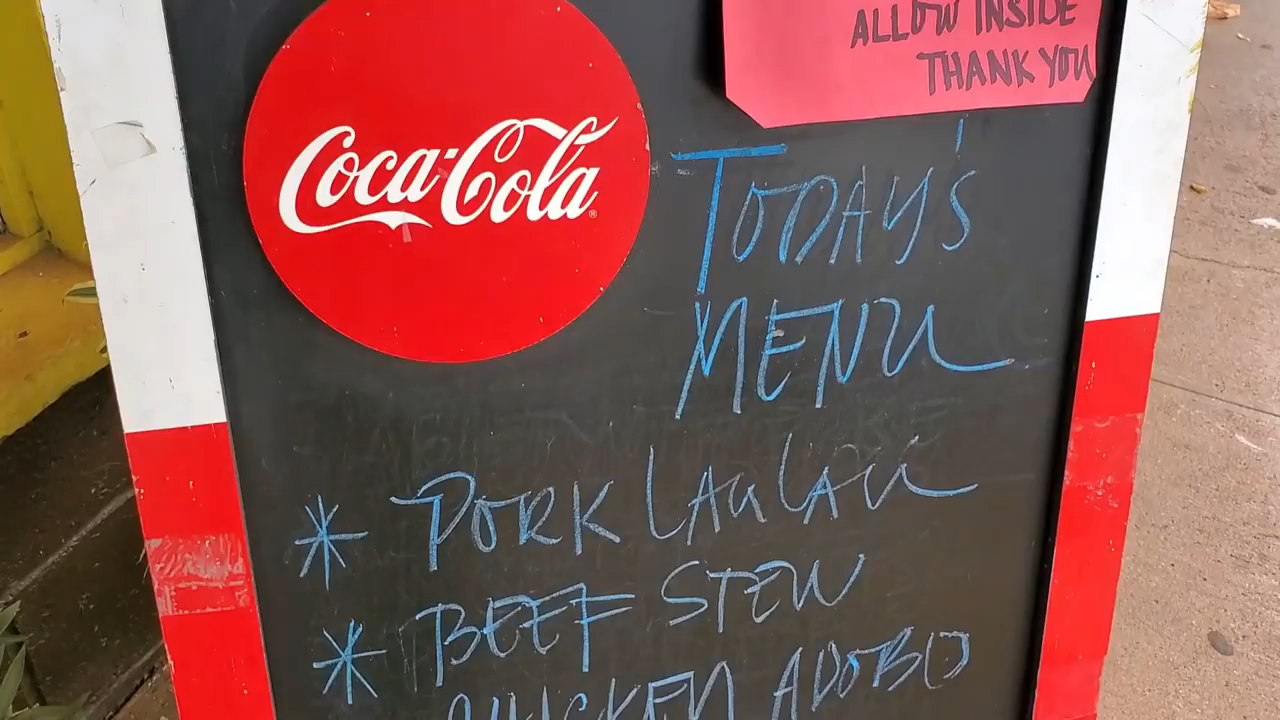 Coca-Cola
ALLOW INSIDE
THANK YOU
TODAY'S
MENU
* PORK LAULAU
* BEEF STEW
CHICKEN ADOBO